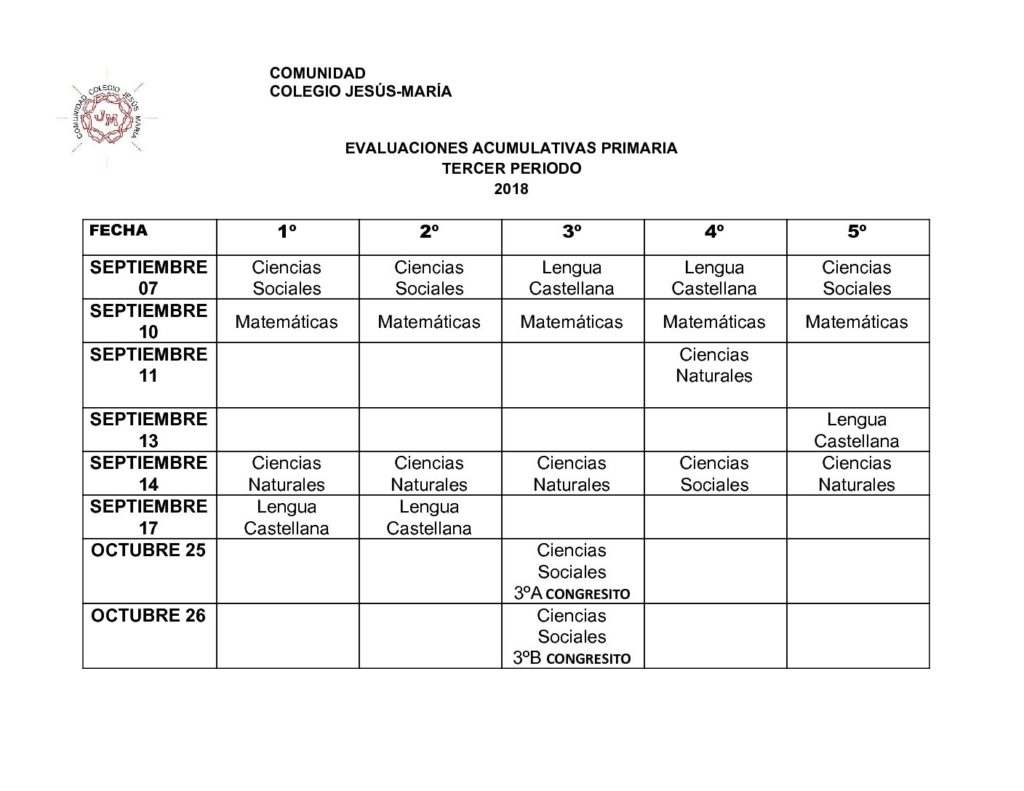 COMUNIDAD
COLEGIO JESÚS-MARÍA
COMUNIDAD COLEGIO JESÚS MARIA
JM
EVALUACIONES ACUMULATIVAS PRIMARIA
TERCER PERIODO
2018
FECHA 1º 2º 3º 4º 5º
SEPTIEMBRE Ciencias Ciencias Lengua Lengua Ciencias
07 Sociales Sociales Castellana Castellana Sociales
SEPTIEMBRE
10 Matemáticas Matemáticas Matemáticas Matemáticas Matemáticas
SEPTIEMBRE Ciencias
11 Naturales
SEPTIEMBRE Lengua
13 Castellana
SEPTIEMBRE Ciencias Ciencias Ciencias Ciencias Ciencias
14 Naturales Naturales Naturales Sociales Naturales
SEPTIEMBRE Lengua Lengua
17 Castellana Castellana
OCTUBRE 25 Ciencias
Sociales
3ºA CONGRESITO
OCTUBRE 26 Ciencias
Sociales
3ºB CONGRESITO